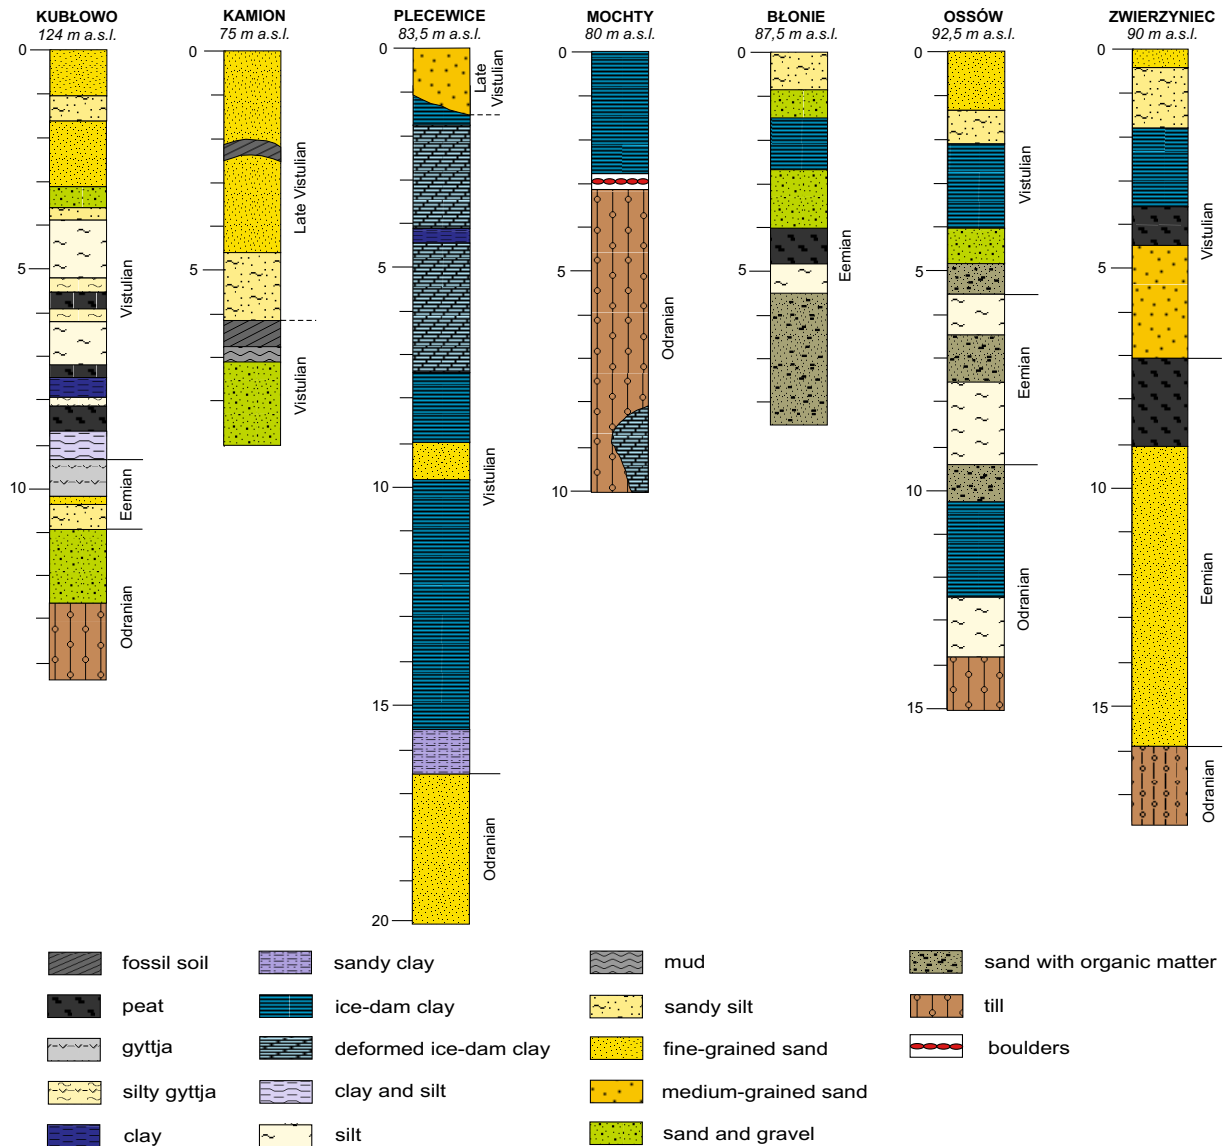 KUBŁOWO
124 m a.s.l.
KAMION
75 m a.s.l.
PLECEWICE
83,5 m a.s.l.
MOCHTY
80 m a.s.l.
BŁONIE
87,5 m a.s.l.
OSSÓW
92,5 m a.s.l.
ZWIERZYNIEC
90 m a.s.l.
0
5
10
Vistulian
Eemian
Odranian
0
5
Late Vistulian
Vistulian
0
5
10
15
20
Late
Vistulian
Vistulian
Odranian
0
5
10
Odranian
0
5
Eemian
0
5
10
15
Vistulian
Eemian
Odranian
0
5
10
15
Vistulian
Eemian
Odranian
fossil soil
peat
gyttja
silty gyttja
clay
sandy clay
ice-dam clay
deformed ice-dam clay
clay and silt
silt
mud
sandy silt
fine-grained sand
medium-grained sand
sand and gravel
sand with organic matter
till
boulders